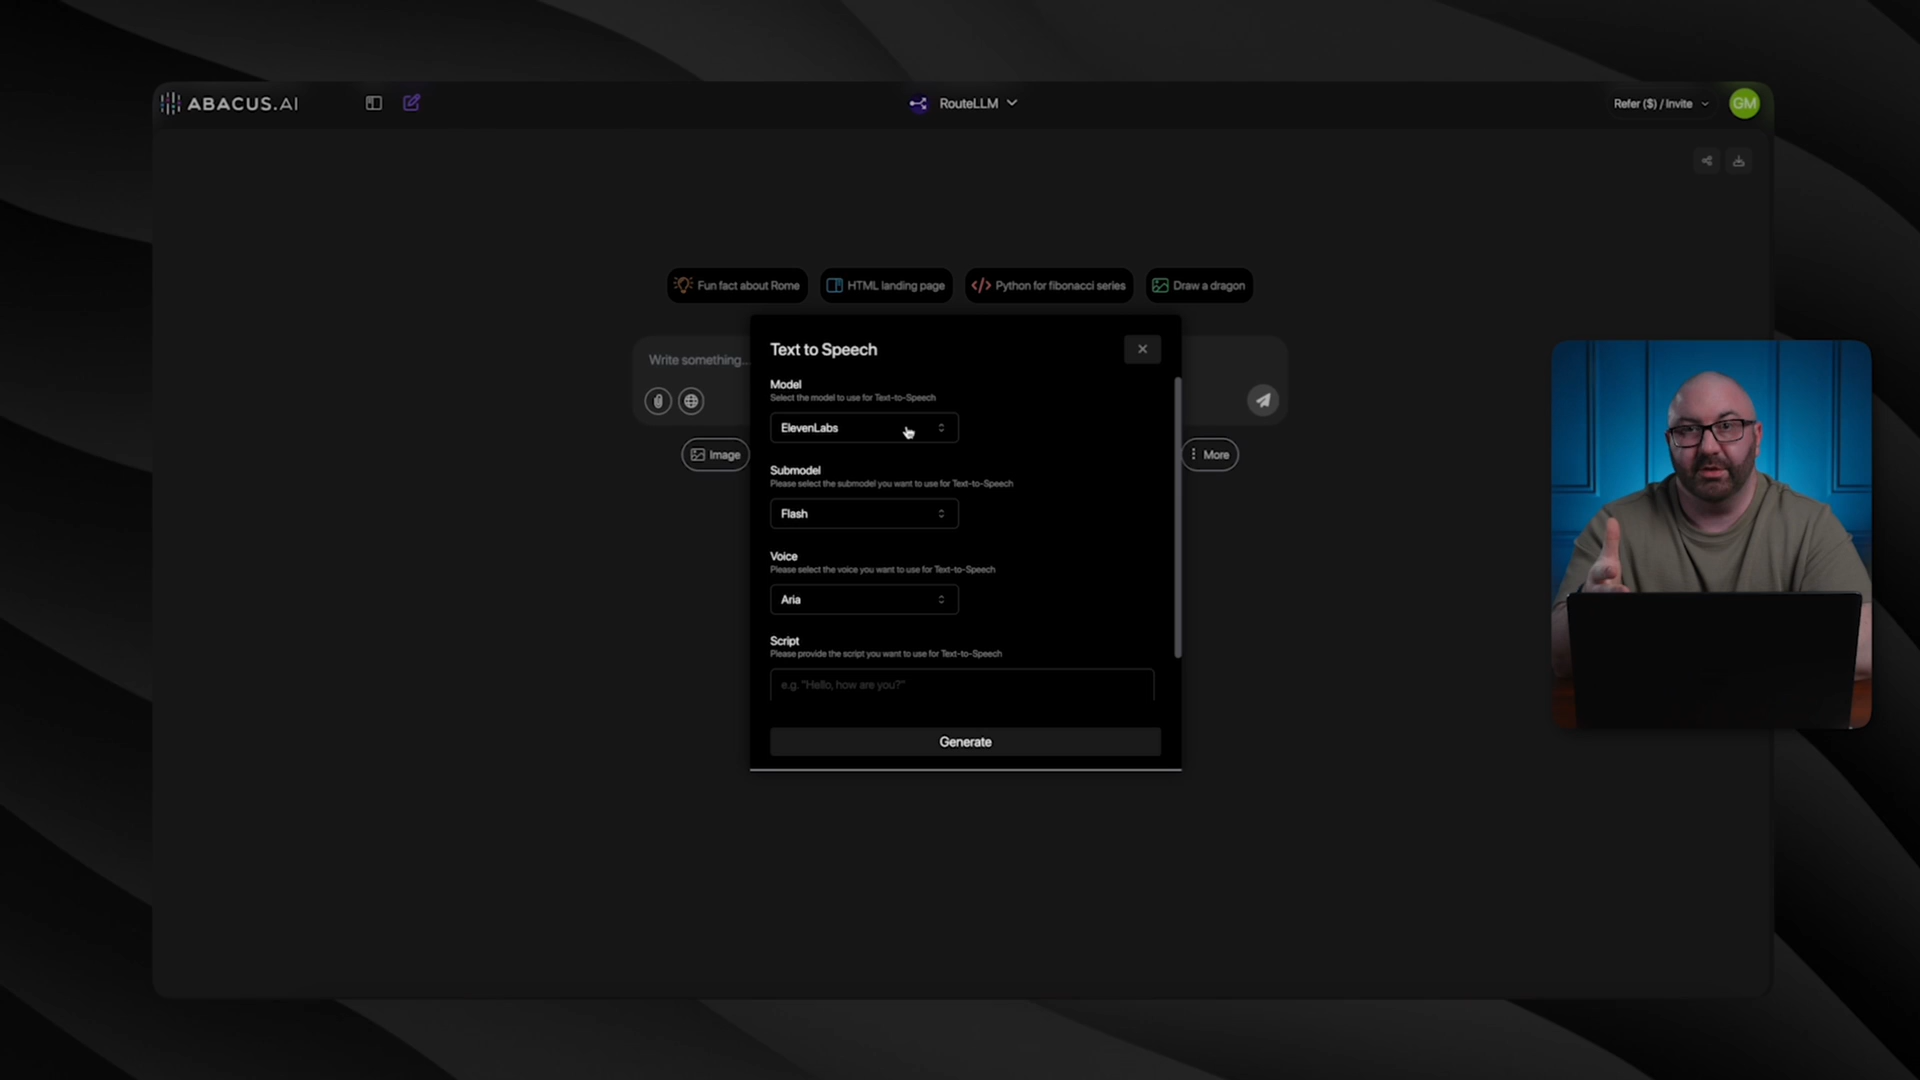 ABACUS.AI
RouteLLM
Refer ($) / Invite
GM
Fun fact about Rome
HTML landing page
Python for fibonacci series
Draw a dragon
Write something...
Image
More
Text to Speech
Model
Select the model to use for Text-to-Speech
ElevenLabs
Submodel
Please select the submodel you want to use for Text-to-Speech
Flash
Voice
Please select the voice you want to use for Text-to-Speech
Aria
Script
Please provide the script you want to use for Text-to-Speech
e.g. "Hello, how are you?"
Generate